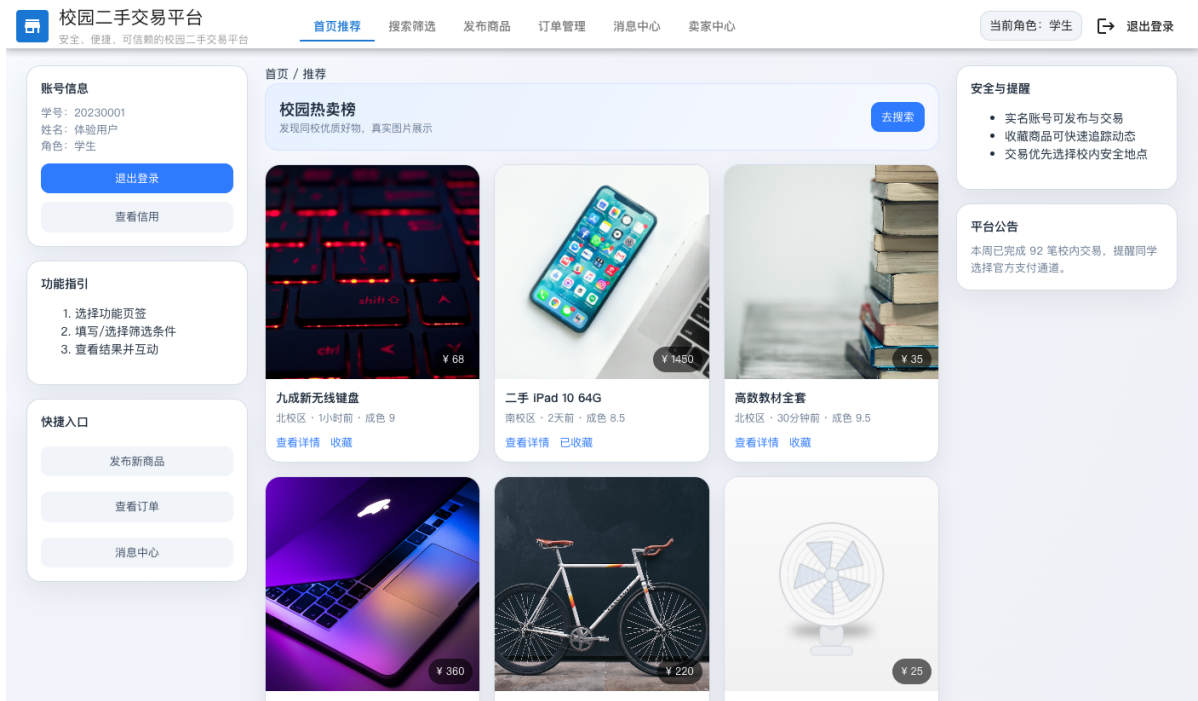 校园二手交易平台
安全、便捷、可信赖的校园二手交易平台
首页推荐
搜索筛选
发布商品
订单管理
消息中心
卖家中心
当前角色：学生
退出登录
账号信息
学号：20230001
姓名：体验用户
角色：学生
退出登录
查看信用
功能指引
1. 选择功能页签
2. 填写/选择筛选条件
3. 查看结果并互动
快捷入口
发布新商品
查看订单
消息中心
首页 / 推荐
校园热卖榜
发现同校优质好物，真实图片展示
去搜索
shift
ctrl
¥ 68
九成新无线键盘
北校区 · 1小时前 · 成色 9
查看详情 收藏
¥ 1450
二手 iPad 10 64G
南校区 · 2天前 · 成色 8.5
查看详情 已收藏
¥ 35
高数教材全套
北校区 · 30分钟前 · 成色 9.5
查看详情 收藏
¥ 360
¥ 220
¥ 25
安全与提醒
• 实名账号可发布与交易
• 收藏商品可快速追踪动态
• 交易优先选择校内安全地点
平台公告
本周已完成 92 笔校内交易，提醒同学
选择官方支付通道。